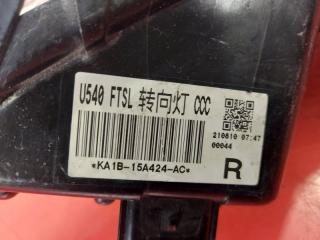 U540 FTSL 转向灯 CCC
210810 07:47
00044
*KA1B-15A424-AC*
R